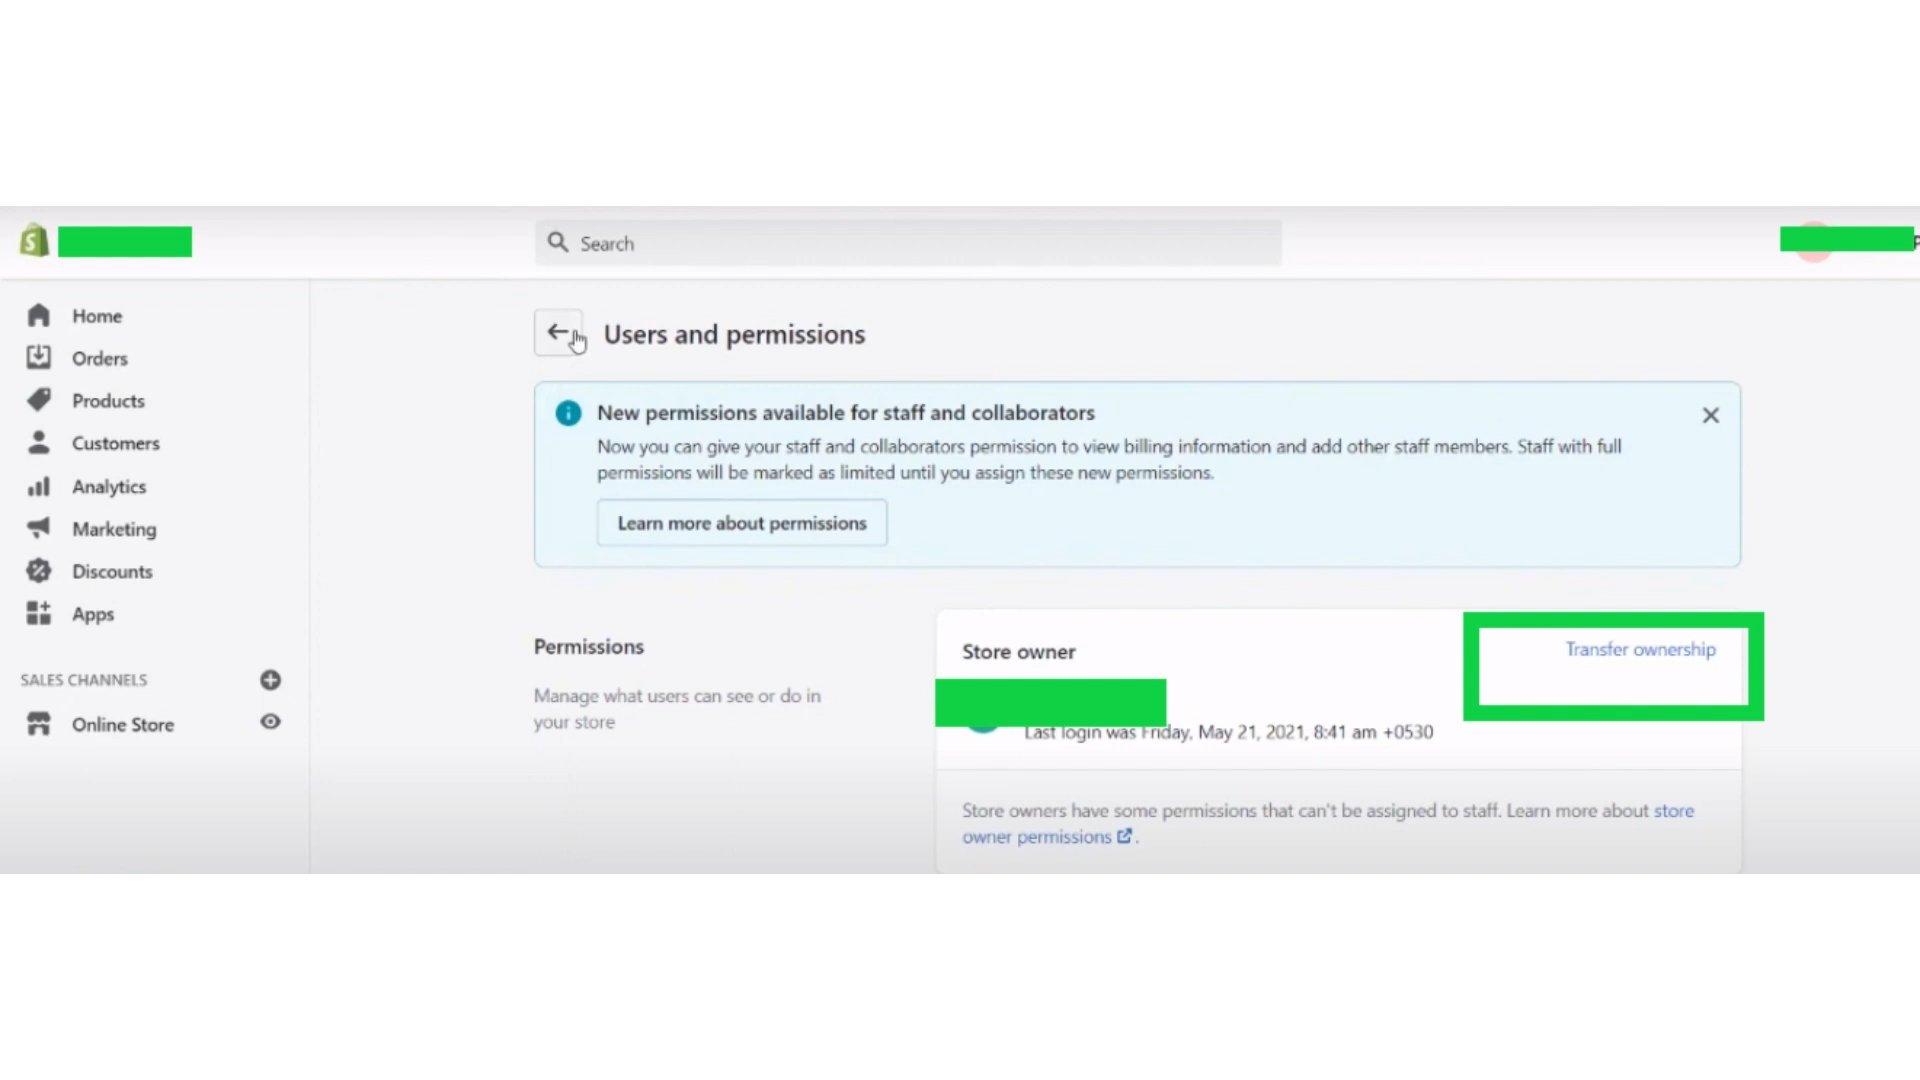 Search
Home
Orders
Products
Customers
Analytics
Marketing
Discounts
Apps
SALES CHANNELS
Online Store
Users and permissions
New permissions available for staff and collaborators
Now you can give your staff and collaborators permission to view billing information and add other staff members. Staff with full
permissions will be marked as limited until you assign these new permissions.
Learn more about permissions
Permissions
Manage what users can see or do in
your store
Store owner
Transfer ownership
Last login was Friday, May 21, 2021, 8:41 am +0530
Store owners have some permissions that can't be assigned to staff. Learn more about store
owner permissions.